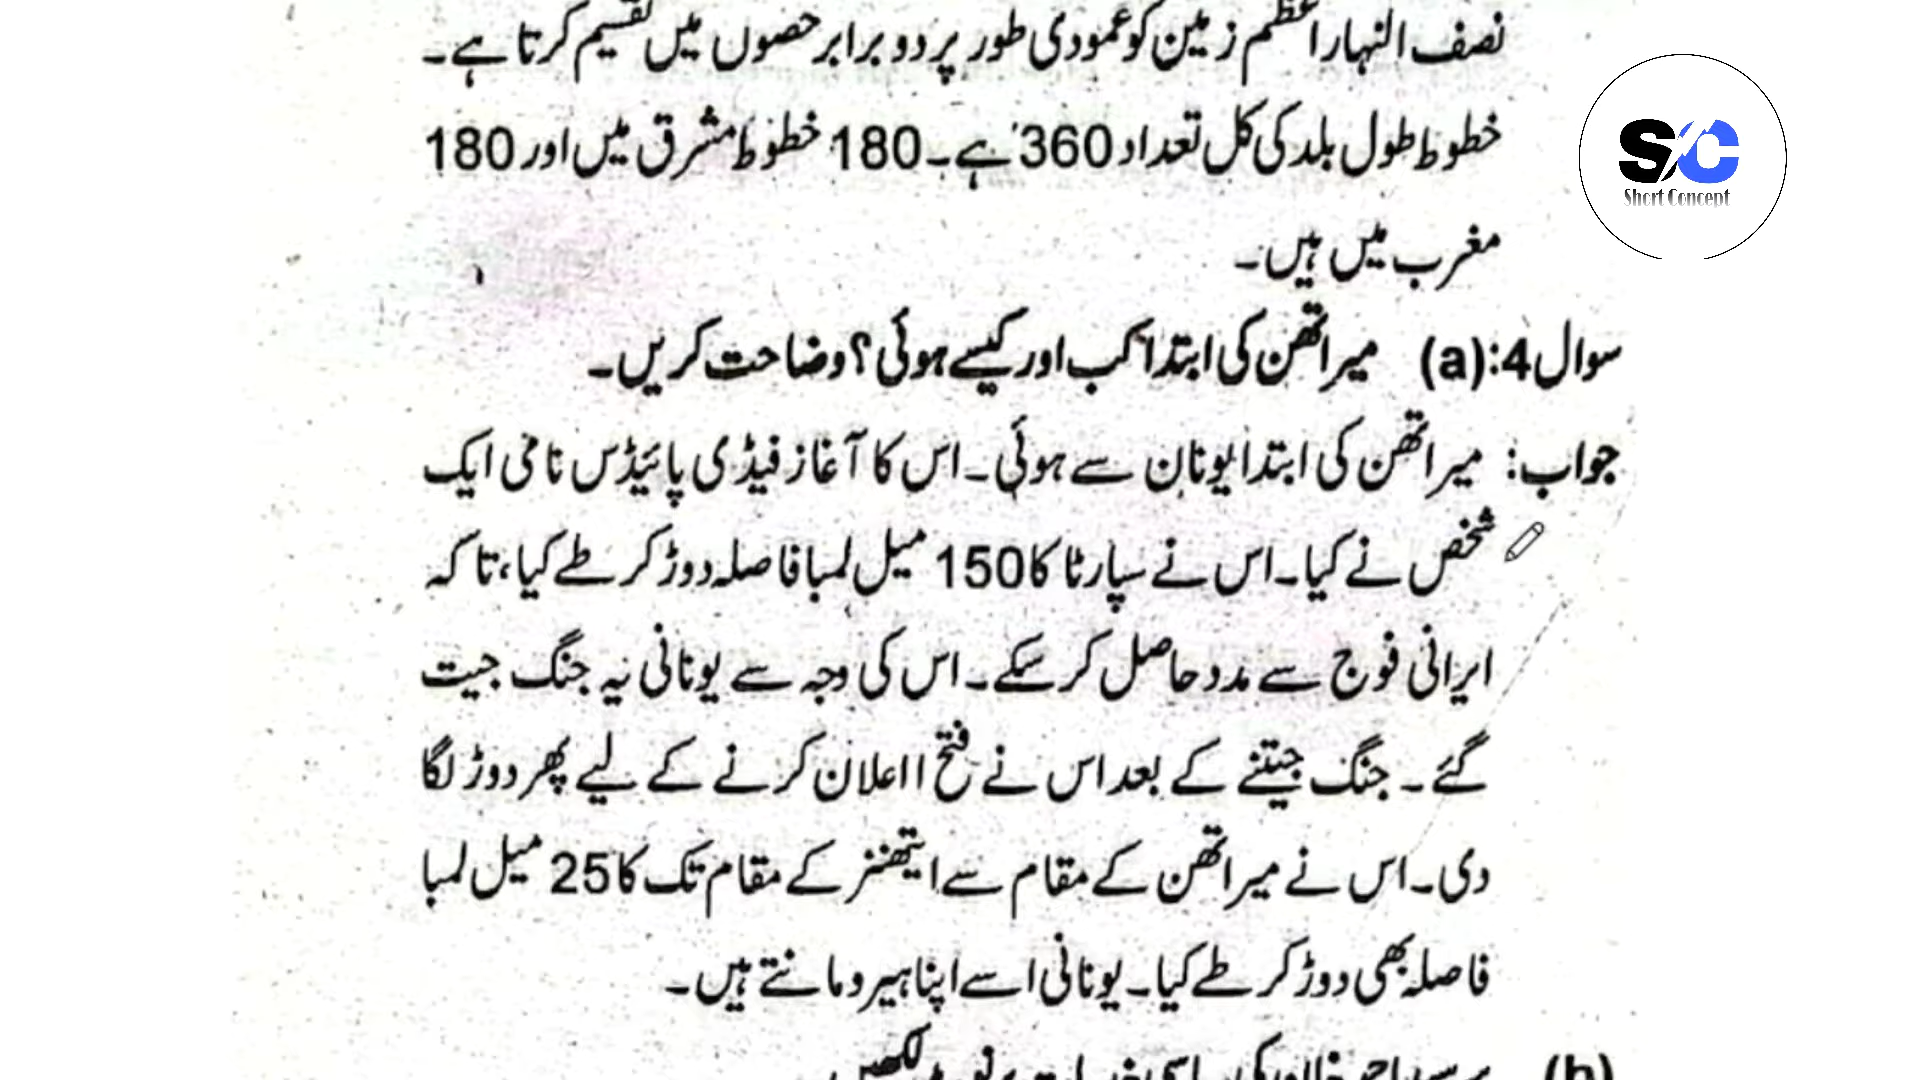 نصف النہار اعظم زمین کو عمودی طور پر دو برابر حصوں میں تقسیم کرتا ہے۔
خطوط طول بلد کی کل تعداد 360 ہے۔ 180 خطوط مشرق میں اور 180
مغرب میں ہیں۔
سوال 4: (a) میراتھن کی ابتدا کب اور کیسے ہوئی؟ وضاحت کریں۔
جواب: میراتھن کی ابتدا یونان سے ہوئی۔ اس کا آغاز فیڈی پائیڈس نامی ایک
شخص نے کیا۔ اس نے سپارٹا کا 150 میل لمبا فاصلہ دوڑ کر طے کیا، تا کہ
ایرانی فوج سے مدد حاصل کر سکے۔ اس کی وجہ سے یونانی یہ جنگ جیت
گئے۔ جنگ جیتنے کے بعد اس نے فتح ااعلان کرنے کے لیے پھر دوڑ لگا
دی۔ اس نے میراتھن کے مقام سے ایتھنز کے مقام تک کا 25 میل لمبا
فاصلہ بھی دوڑ کر طے کیا۔ یونانی اسے اپنا ہیرو مانتے ہیں۔
(b)
SC
Short Concept